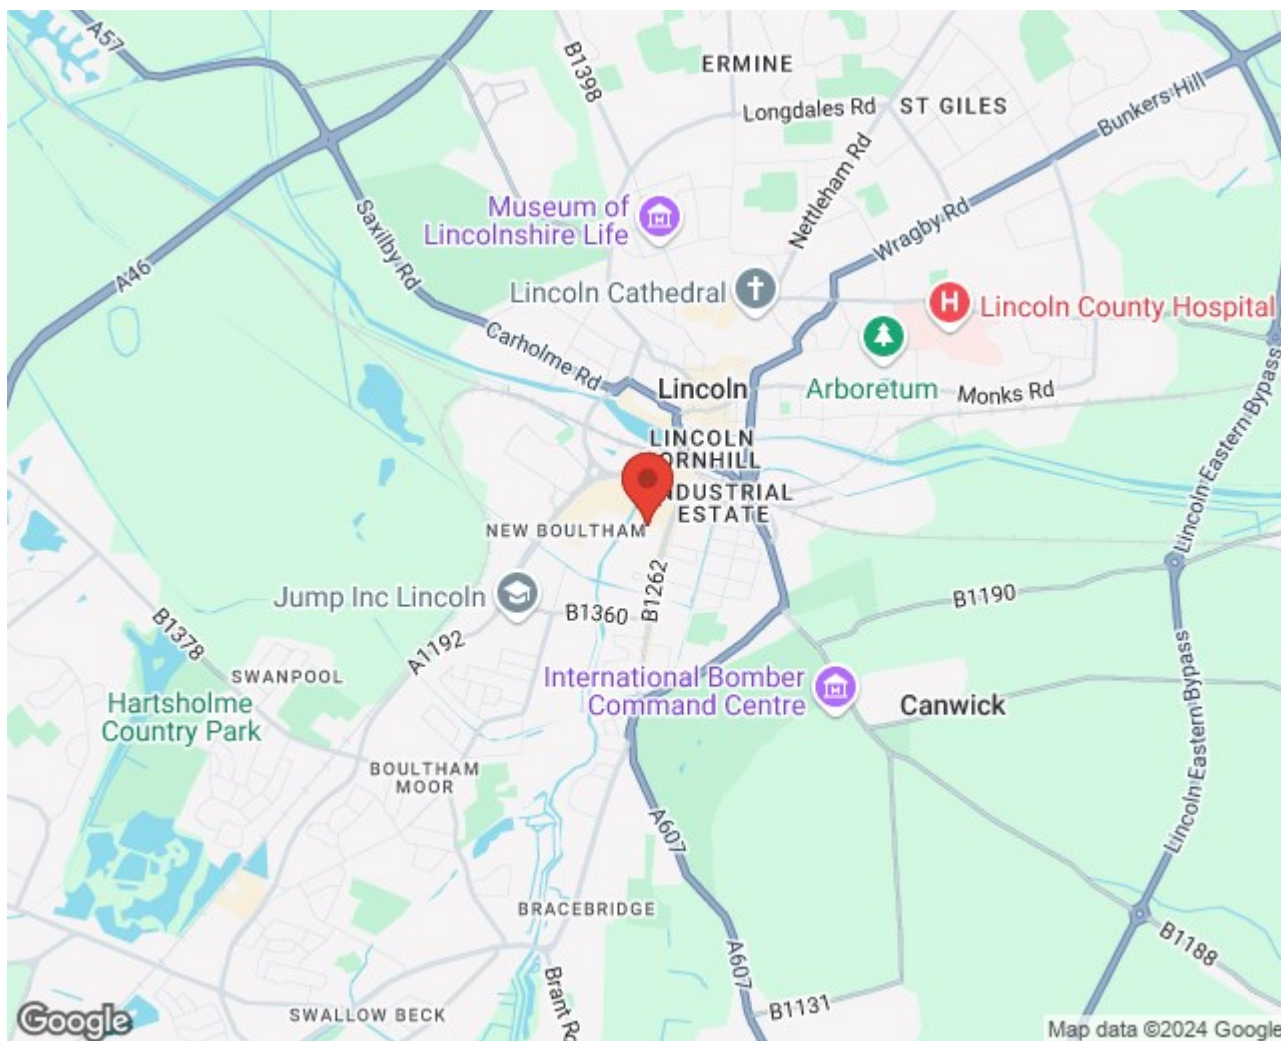 A57
B1398
ERMINE
Longdales Rd
ST GILES
Bunkers Hill
Nettleham Rd
Museum of
Lincolnshire Life
Wragby Rd
Saxilby Rd
A46
Lincoln Cathedral
Lincoln County Hospital
Carholme Rd
Lincoln
Arboretum
Monks Rd
LINCOLN
ORNHILL
NDUSTRIAL
ESTATE
Lincoln Eastern Bypass
NEW BOULTHAM
Jump Inc Lincoln
B1262
B1360
B1190
B1378
A1192
SWANPOOL
Hartsholme
Country Park
International Bomber
Command Centre
Canwick
Lincoln Eastern Bypass
BOULTHAM
MOOR
A607
BRACEBRIDGE
A607
B1188
Brant Ro
B1131
SWALLOW BECK
Google
Map data ©2024 Google